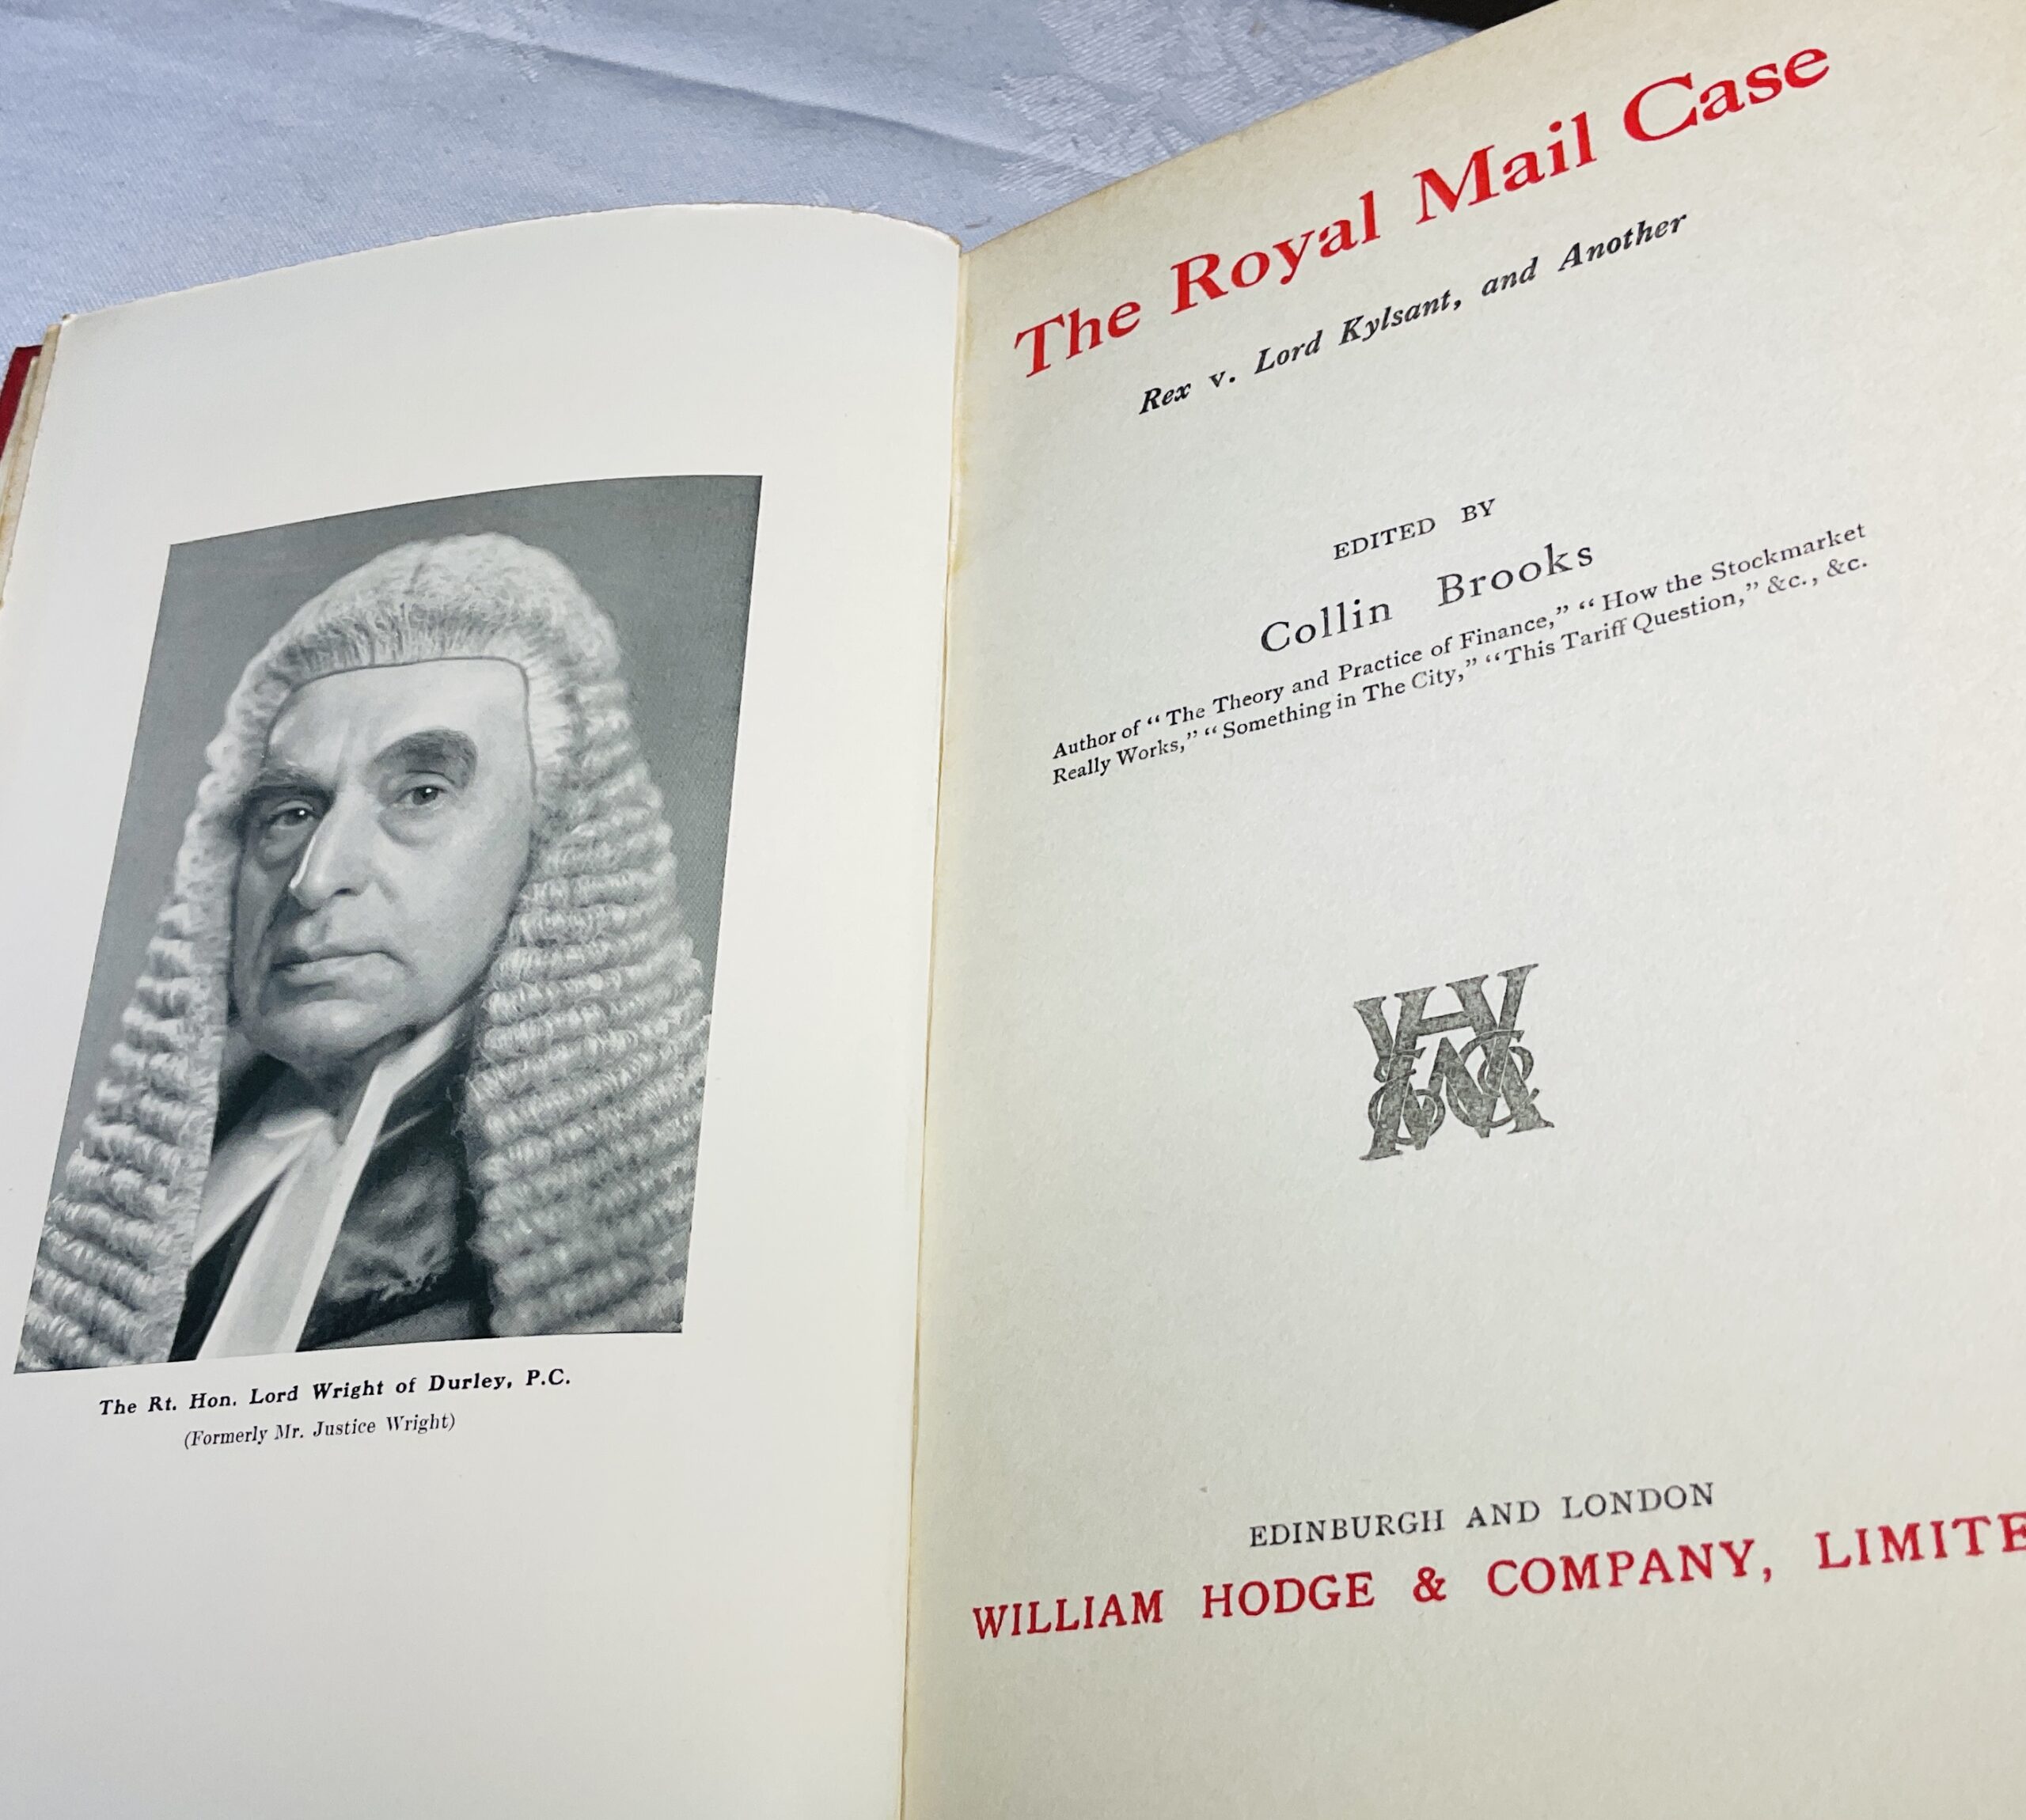 The Rt. Hon. Lord Wright of Durley, P.C.
(Formerly Mr. Justice Wright)
The Royal Mail Case
Rex v. Lord Kylsant, and Another
EDITED BY
Collin Brooks
Author of “The Theory and Practice of Finance,” “How the Stockmarket
Really Works,” “Something in The City,” “This Tariff Question,” &c., &c.
EDINBURGH AND LONDON
WILLIAM HODGE & COMPANY, LIMITE